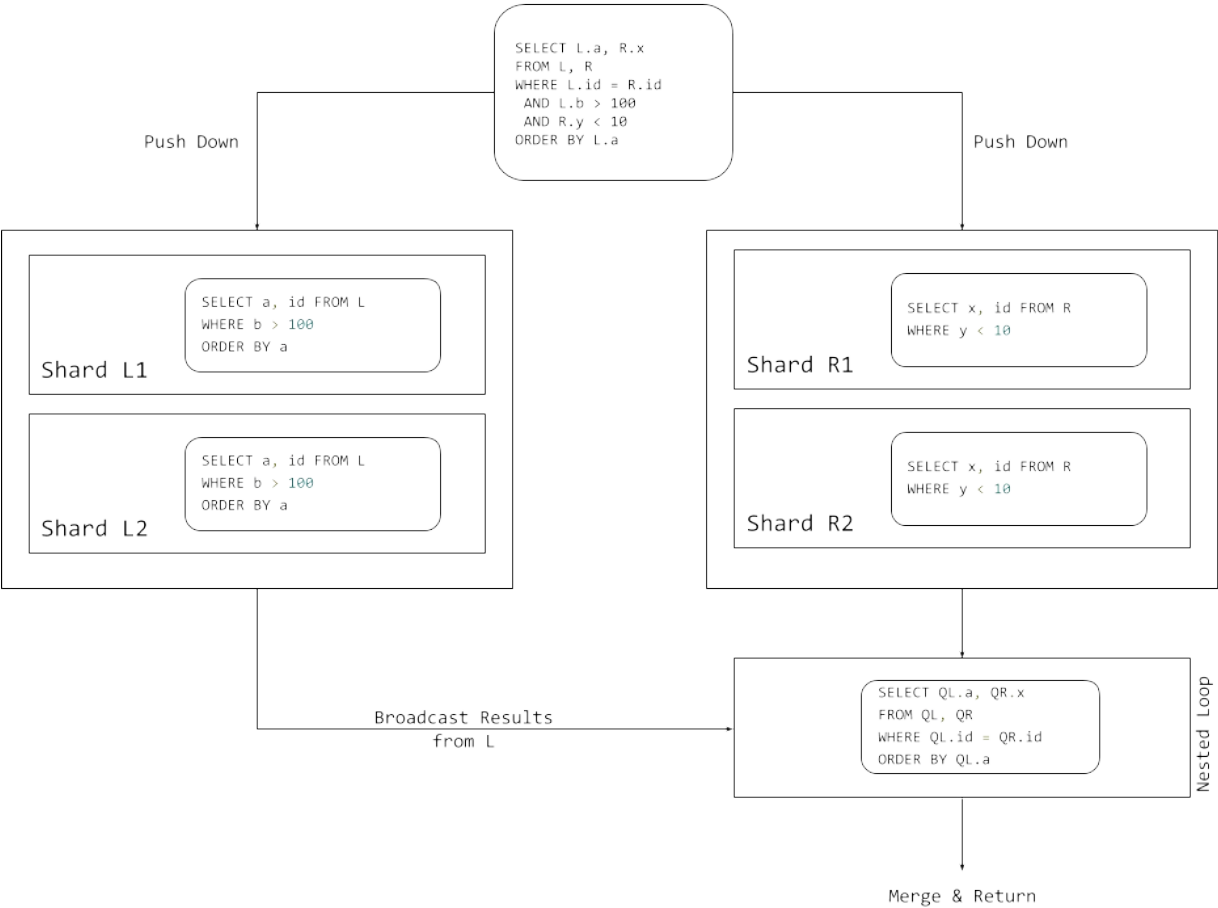 SELECT L.a, R.x
FROM L, R
WHERE L.id = R.id
AND L.b > 100
AND R.y < 10
ORDER BY L.a
Push Down
Push Down
SELECT a, id FROM L
WHERE b > 100
ORDER BY a
Shard L1
SELECT x, id FROM R
WHERE y < 10
Shard R1
SELECT a, id FROM L
WHERE b > 100
ORDER BY a
Shard L2
SELECT x, id FROM R
WHERE y < 10
Shard R2
Broadcast Results
from L
SELECT QL.a, QR.x
FROM QL, QR
WHERE QL.id = QR.id
ORDER BY QL.a
Nested Loop
Merge & Return